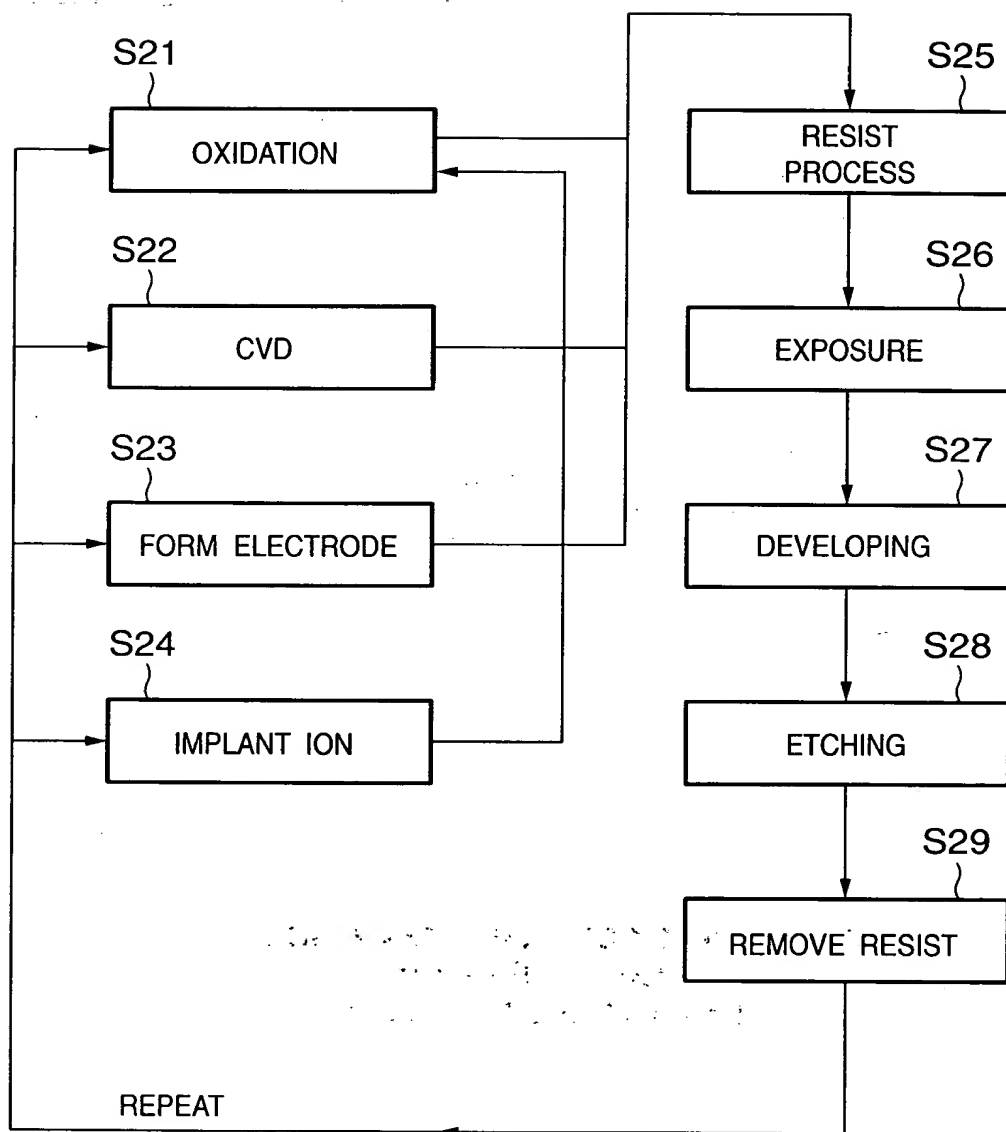 S21
OXIDATION
S22
CVD
S23
FORM ELECTRODE
S24
IMPLANT ION
S25
RESIST
PROCESS
S26
EXPOSURE
S27
DEVELOPING
S28
ETCHING
S29
REMOVE RESIST
REPEAT